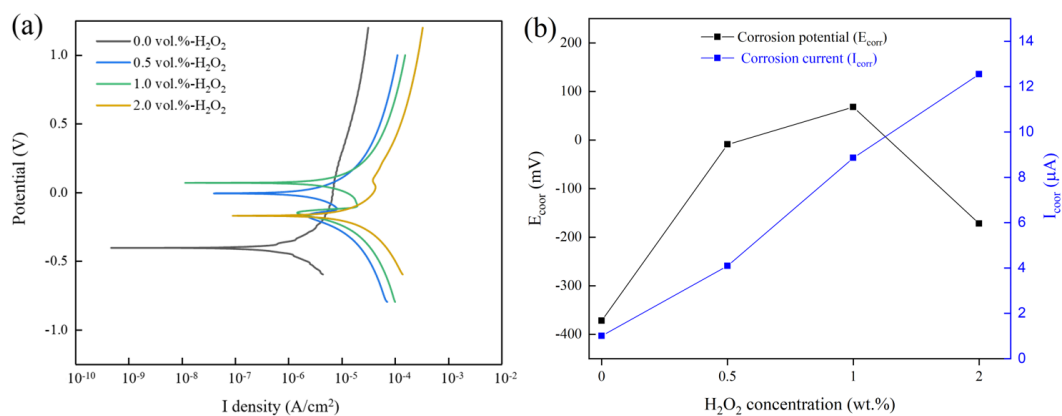 (a)
0.0 vol.%-H₂O₂
0.5 vol.%-H₂O₂
1.0 vol.%-H₂O₂
2.0 vol.%-H₂O₂
Potential (V)
1.0
0.5
0.0
-0.5
-1.0
10⁻¹⁰ 10⁻⁹ 10⁻⁸ 10⁻⁷ 10⁻⁶ 10⁻⁵ 10⁻⁴ 10⁻³ 10⁻²
I density (A/cm²)
(b)
Corrosion potential (E_corr)
Corrosion current (I_corr)
E_coor (mV)
200
100
0
-100
-200
-300
-400
I_coor (μA)
14
12
10
8
6
4
2
0
0 0.5 1 2
H₂O₂ concentration (wt.%)